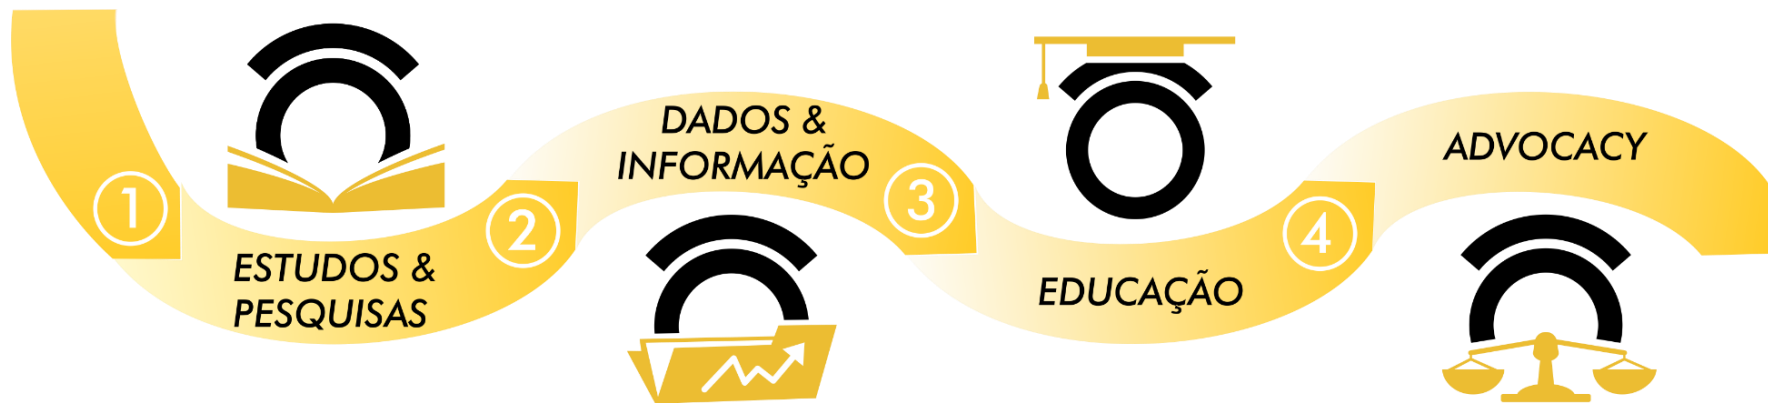 1
ESTUDOS &
PESQUISAS
2
DADOS &
INFORMAÇÃO
3
EDUCAÇÃO
4
ADVOCACY